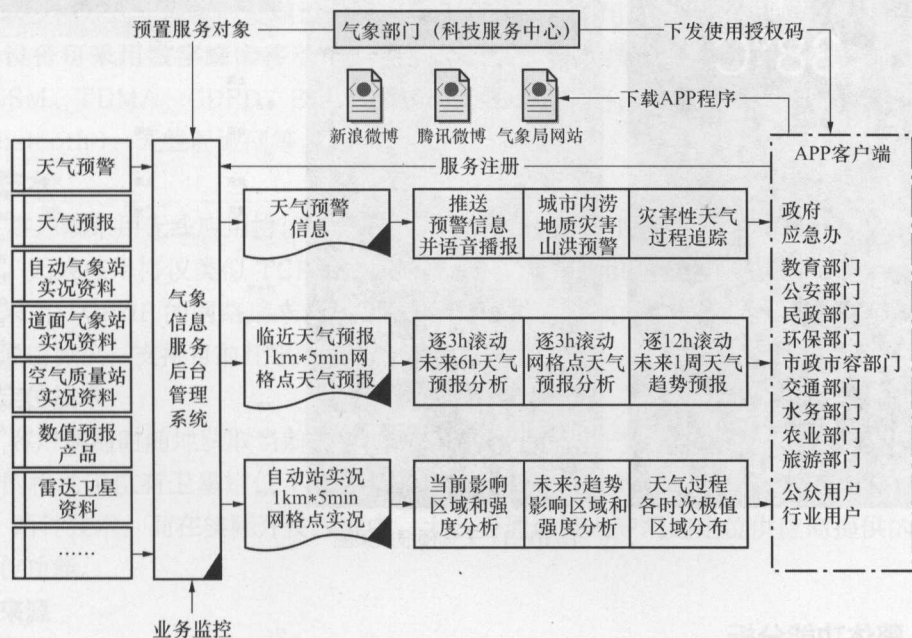 预置服务对象
气象部门（科技服务中心）
下发使用授权码
新浪微博
腾讯微博
气象局网站
下载APP程序
服务注册
天气预警
天气预报
自动气象站
实况资料
道面气象站
实况资料
空气质量站
实况资料
数值预报
产品
雷达卫星
资料
……
气象
信息
服务
后台
管理
系统
业务监控
天气预警
信息
推送
预警信息
并语音播报
城市内涝
地质灾害
山洪预警
灾害性天气
过程追踪
临近天气预报
1km*5min网
格点天气预报
逐3h滚动
未来6h天气
预报分析
逐3h滚动
网格点天气
预报分析
逐12h滚动
未来1周天气
趋势预报
自动站实况
1km*5min
网格点实况
当前影响
区域和强
度分析
未来3趋势
影响区域和
强度分析
天气过程
各时次极值
区域分布
APP客户端
政府
应急办
教育部门
公安部门
民政部门
环保部门
市政市容部门
交通部门
水务部门
农业部门
旅游部门
公众用户
行业用户